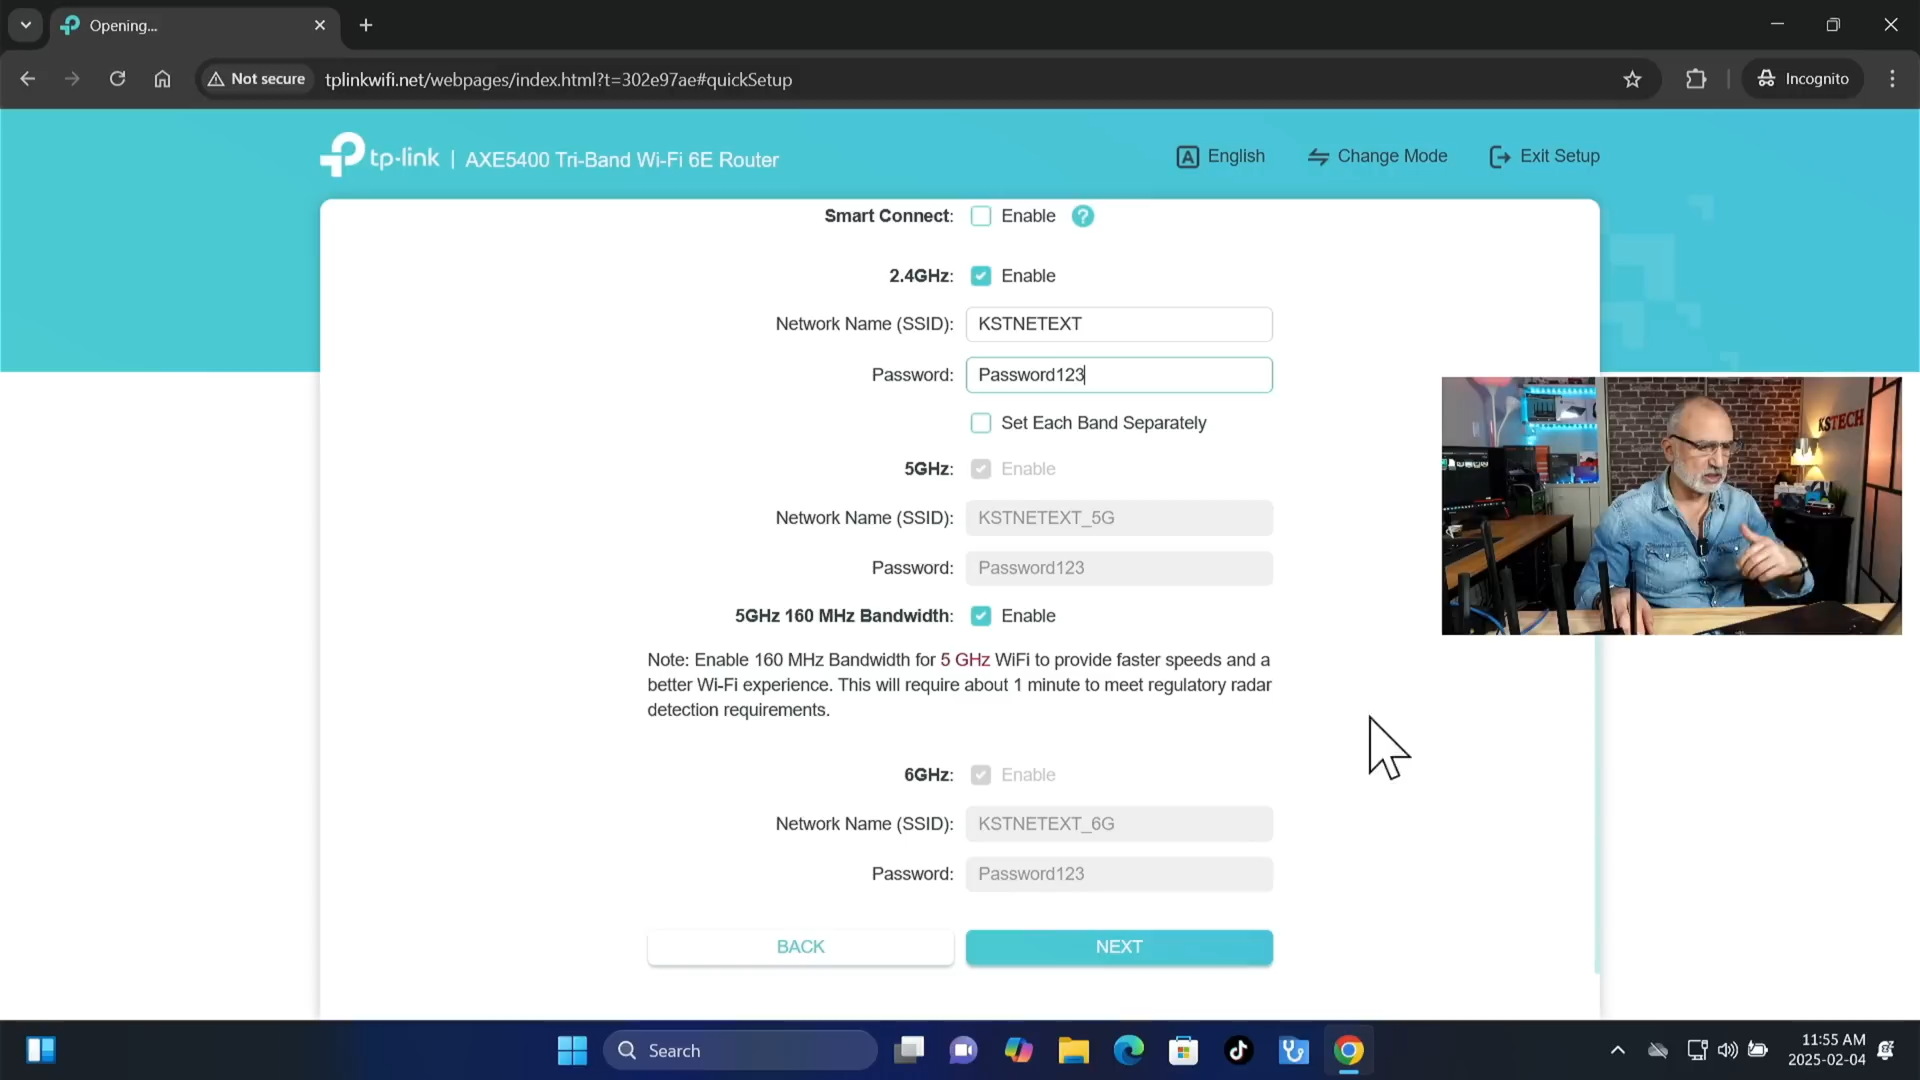 Opening...
Not secure
tplinkwifi.net/webpages/index.html?t=302e97ae#quickSetup
Incognito
tp-link | AXE5400 Tri-Band Wi-Fi 6E Router
English
Change Mode
Exit Setup
Smart Connect: Enable ?
2.4GHz: Enable
Network Name (SSID): KSTNETEXT
Password: Password123
Set Each Band Separately
5GHz: Enable
Network Name (SSID): KSTNETEXT_5G
Password: Password123
5GHz 160 MHz Bandwidth: Enable
Note: Enable 160 MHz Bandwidth for 5 GHz WiFi to provide faster speeds and a
better Wi-Fi experience. This will require about 1 minute to meet regulatory radar
detection requirements.
6GHz: Enable
Network Name (SSID): KSTNETEXT_6G
Password: Password123
BACK
NEXT
KSTECH
Search
11:55 AM
2025-02-04